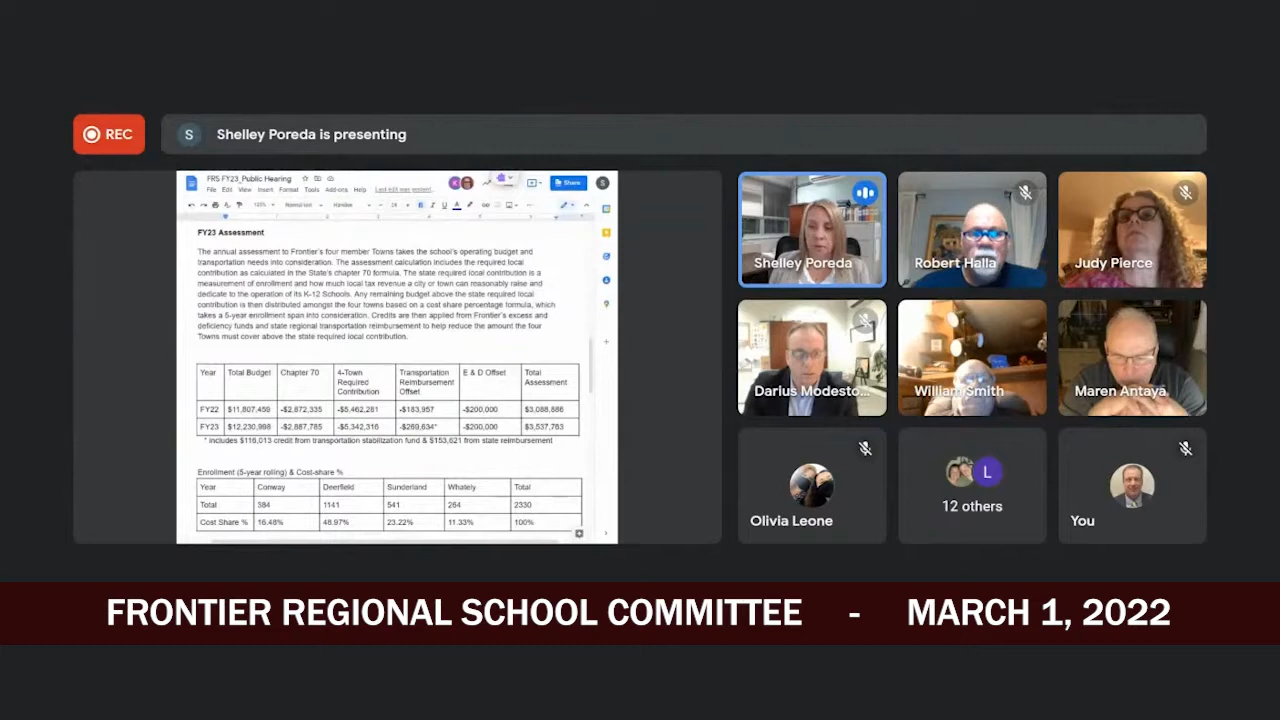 REC
S
Shelley Poreda is presenting
FRS FY23_Public Hearing
File Edit View Insert Format Tools Add-ons Help
Share
S
FY23 Assessment
The annual assessment to Frontier's four member Towns takes the school's operating budget and
transportation needs into consideration. The assessment calculation includes the required local
contribution as calculated in the State's chapter 70 formula. The state required local contribution is a
measurement of enrollment and how much local tax revenue a city or town can reasonably raise and
dedicate to the operation of its K-12 Schools. Any remaining budget above the state required local
contribution is then distributed amongst the four towns based on a cost share percentage formula, which
takes a 5-year enrollment span into consideration. Credits are then applied from Frontier's excess and
deficiency funds and state regional transportation reimbursement to help reduce the amount the four
Towns must cover above the state required local contribution.
Year Total Budget Chapter 70 4-Town Required Contribution Transportation Reimbursement Offset E & D Offset Total Assessment
FY22 $11,807,459 -$2,872,335 -$5,462,281 -$183,957 -$200,000 $3,088,886
FY23 $12,230,998 -$2,887,785 -$5,342,316 -$269,634* -$200,000
* includes $116,013 credit from transportation stabilization fund & $153,621 from state reimbursement
Enrollment (5-year rolling) & Cost-share %
Year Conway Deerfield Sunderland Whately Total
Total 384 1141 541 264 2330
Cost Share % 16.48% 48.97% 23.22% 11.33% 100%
Shelley Poreda
Robert Halla
Judy Pierce
Darius Modesto...
William Smith
Maren Antaya
Olivia Leone
L
12 others
You
FRONTIER REGIONAL SCHOOL COMMITTEE - MARCH 1, 2022